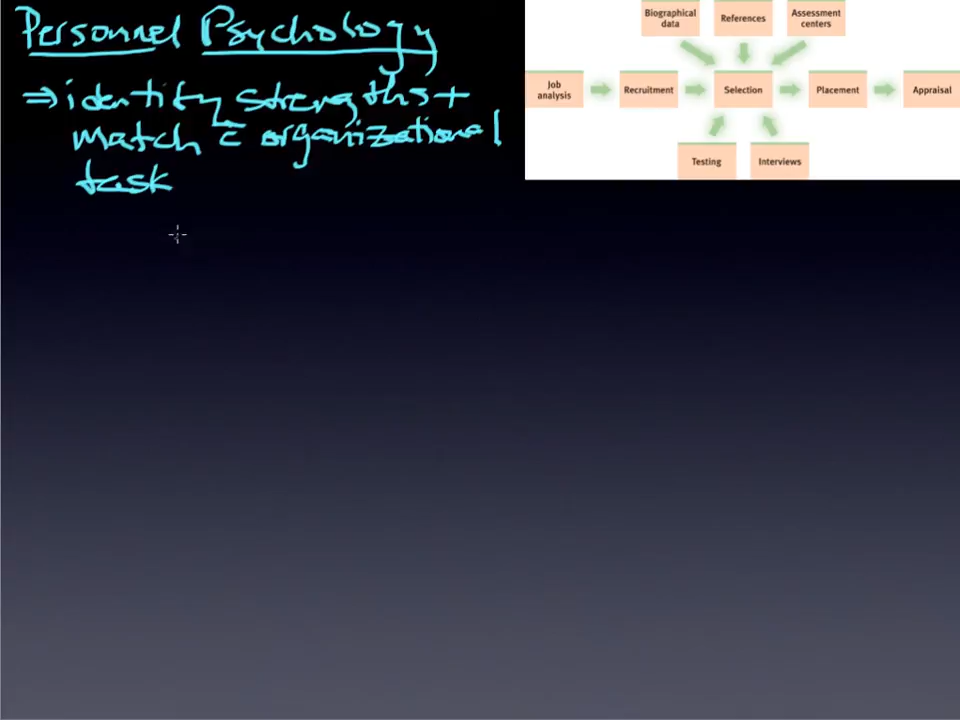 Personnel Psychology
⇒ identify strengths +
match c̄ organizational
task
Biographical data
References
Assessment centers
Job analysis
Recruitment
Selection
Placement
Appraisal
Testing
Interviews